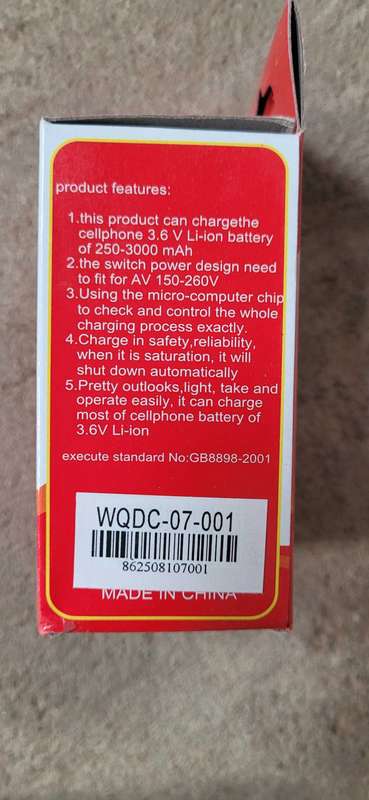 product features:
1.this product can chargethe
cellphone 3.6 V Li-ion battery
of 250-3000 mAh
2.the switch power design need
to fit for AV 150-260V
3.Using the micro-computer chip
to check and control the whole
charging process exactly.
4.Charge in safety,reliability,
when it is saturation, it will
shut down automatically
5.Pretty outlooks,light, take and
operate easily, it can charge
most of cellphone battery of
3.6V Li-ion
execute standard No:GB8898-2001
WQDC-07-001
862508107001
MADE IN CHINA